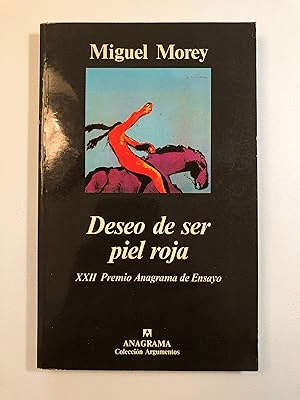 Miguel Morey
Deseo de ser
piel roja
XXII Premio Anagrama de Ensayo
ANAGRAMA
Colección Argumentos